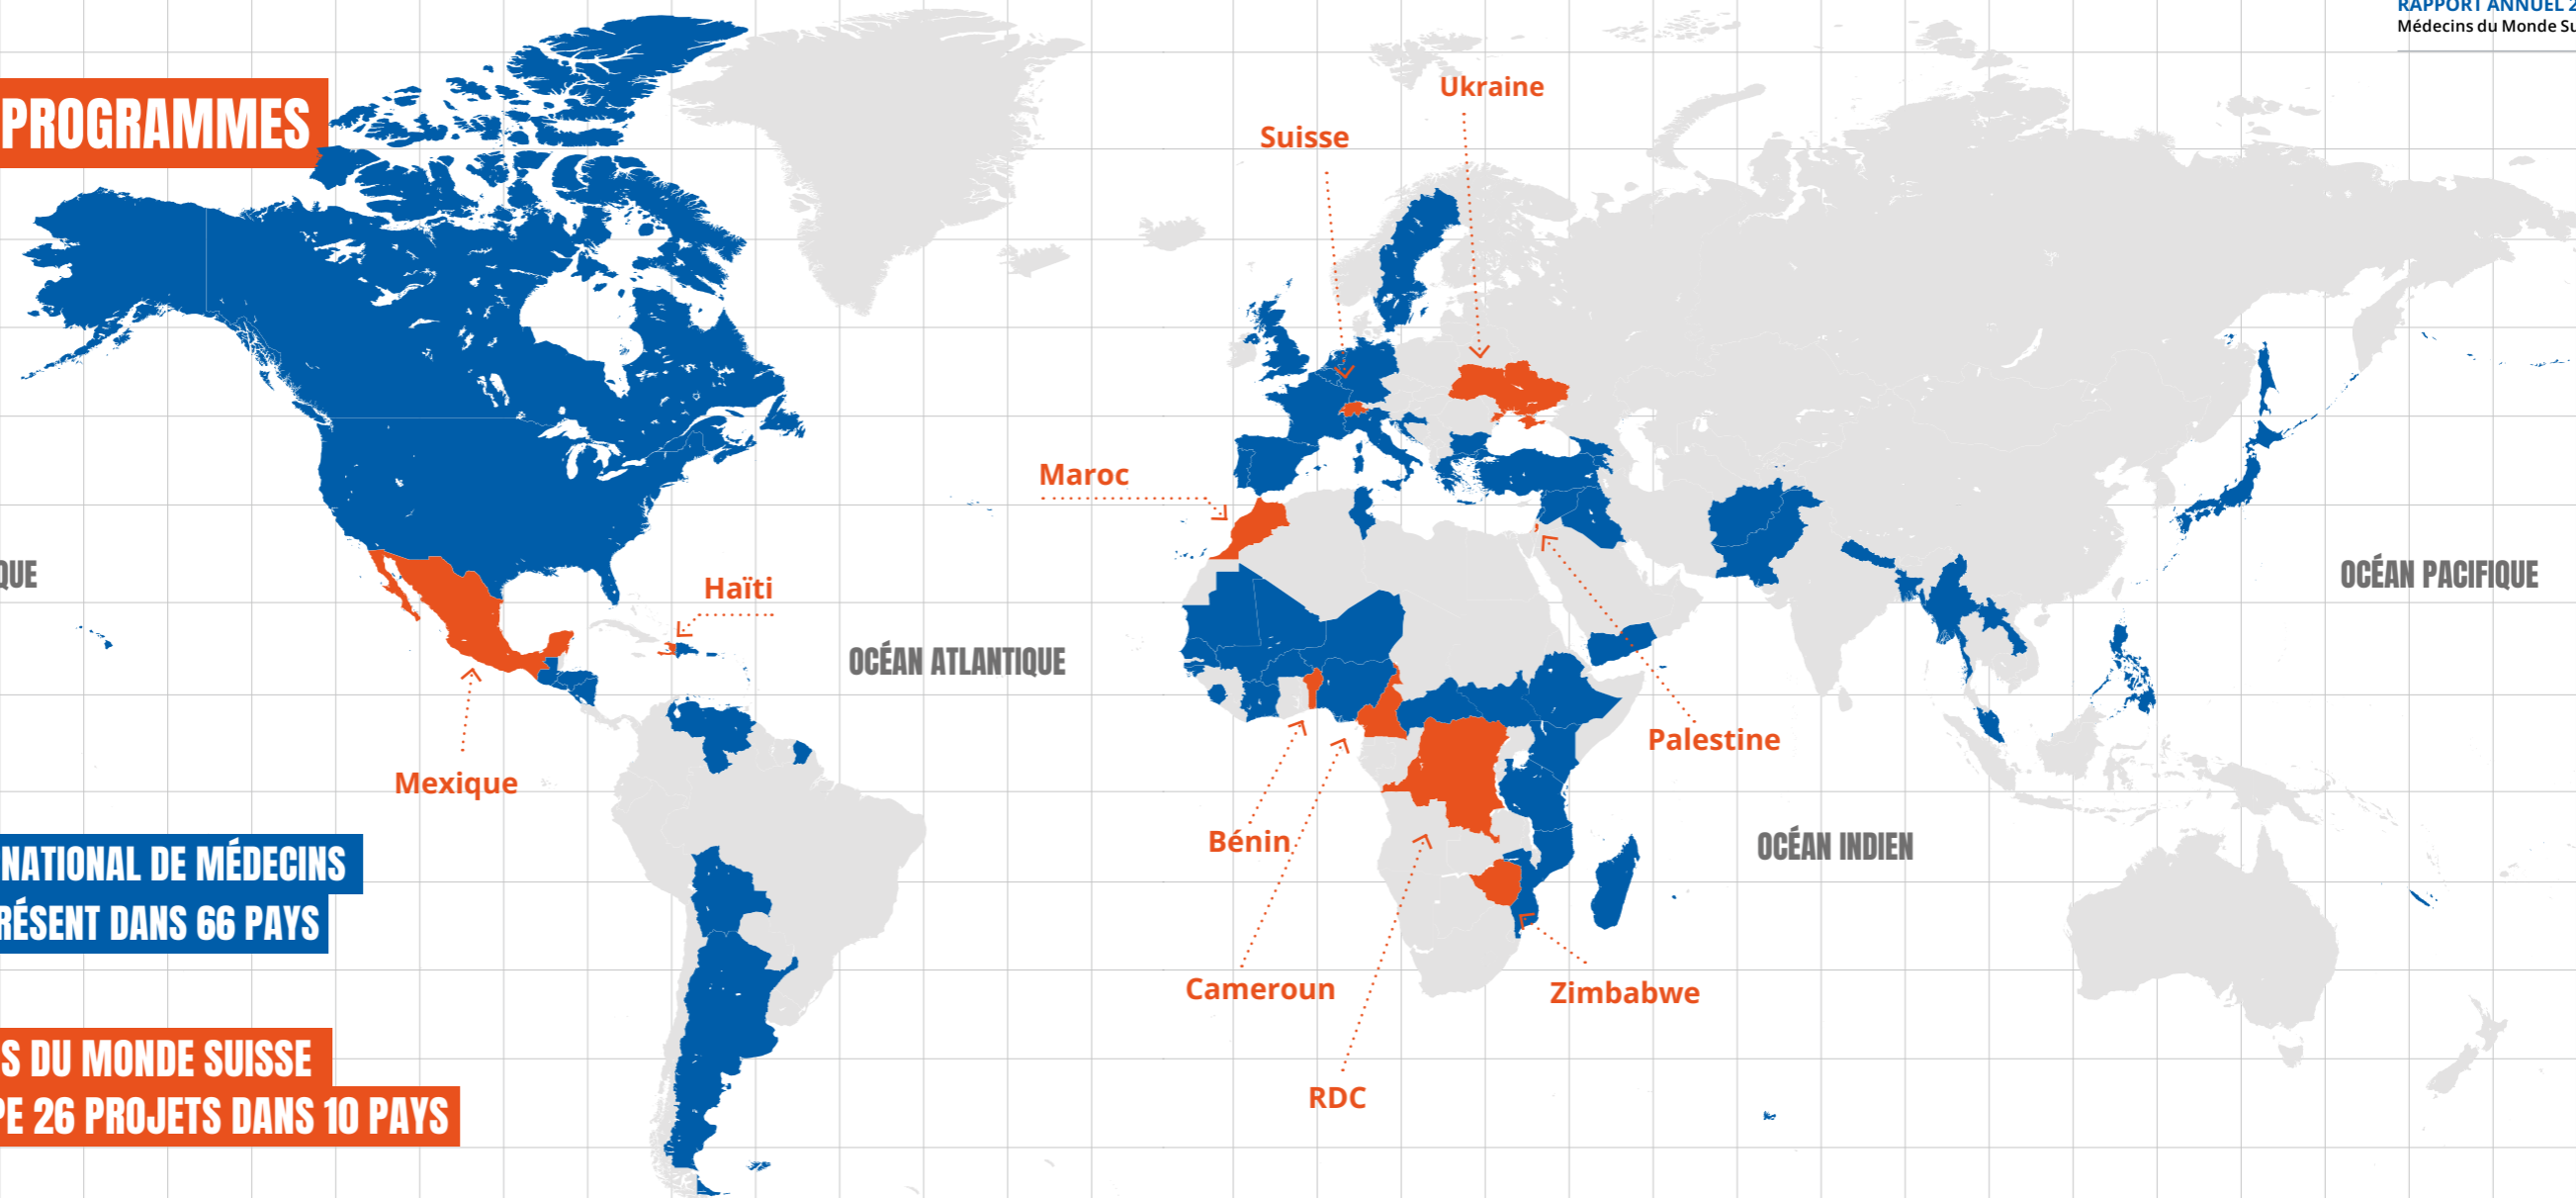 RAPPORT ANNUEL
Médecins du Monde
PROGRAMMES
Ukraine
Suisse
Maroc
Haïti
OCÉAN PACIFIQUE
OCÉAN ATLANTIQUE
Palestine
Mexique
Bénin
OCÉAN INDIEN
NATIONAL DE MÉDECINS
RÉSENT DANS 66 PAYS
Cameroun
Zimbabwe
S DU MONDE SUISSE
PE 26 PROJETS DANS 10 PAYS
RDC